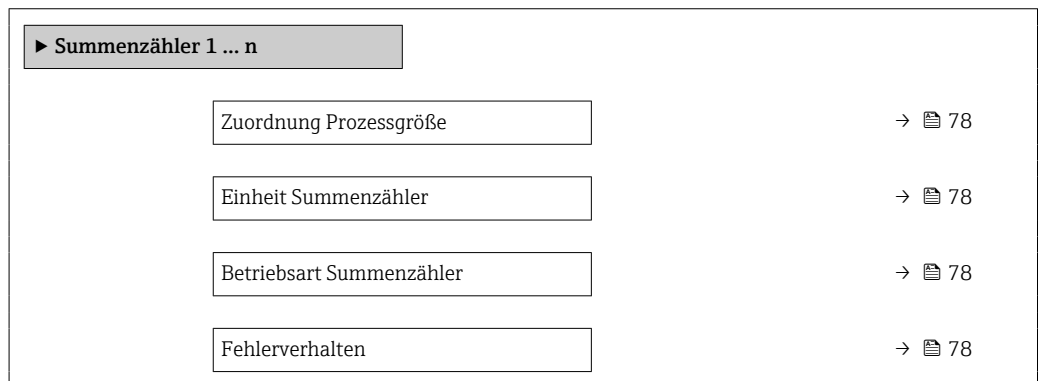 ▶ Summenzähler 1 … n
Zuordnung Prozessgröße → 78
Einheit Summenzähler → 78
Betriebsart Summenzähler → 78
Fehlerverhalten → 78